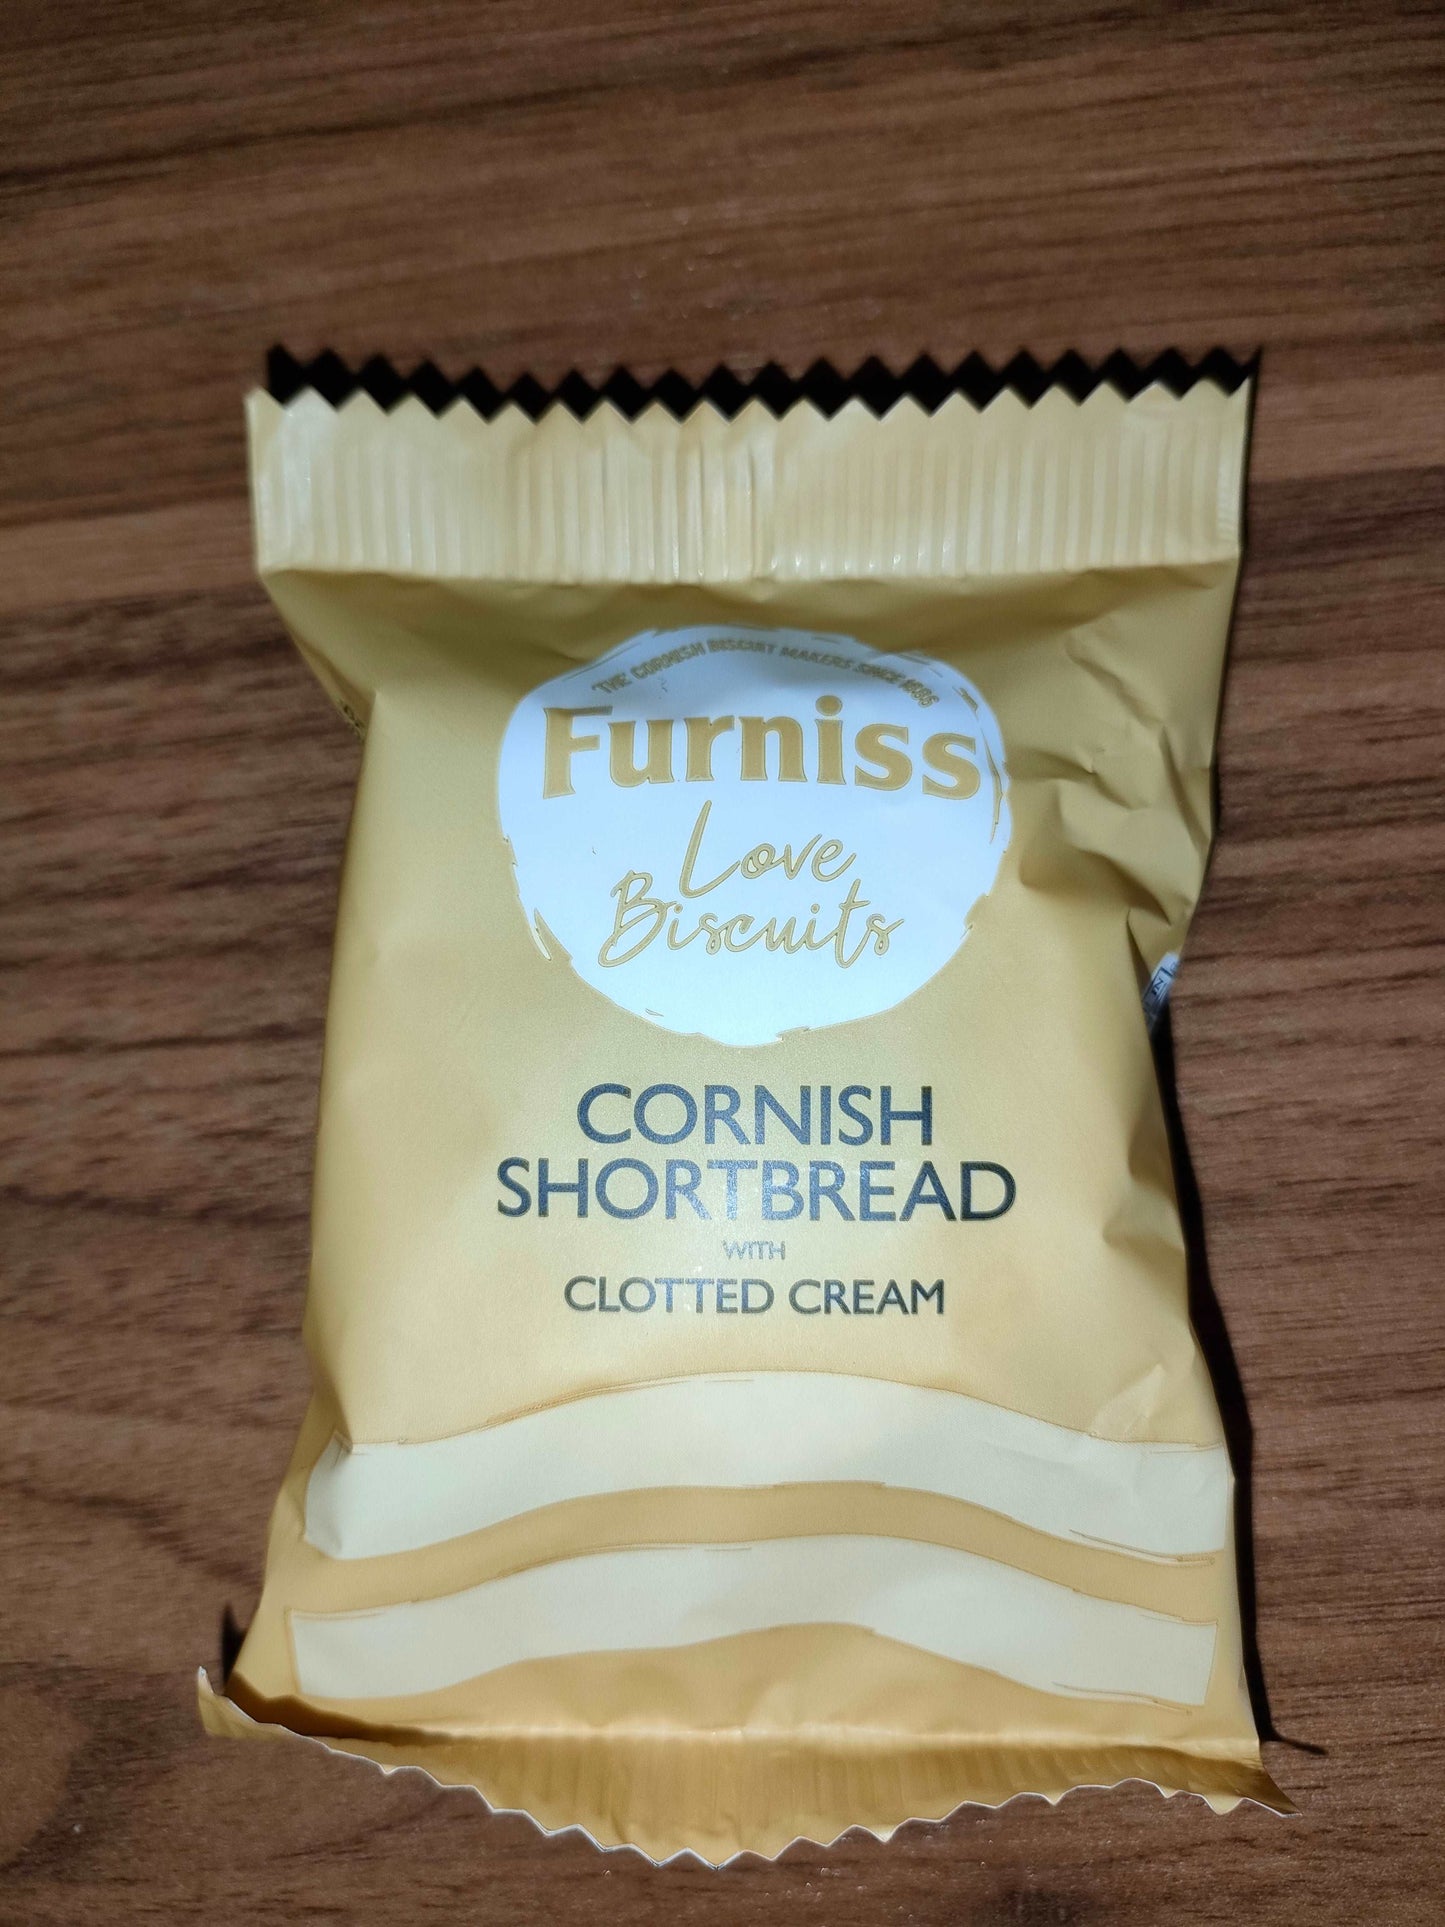 THE CORNISH BISCUIT MAKERS SINCE 1886
Furniss
Love
Biscuits
CORNISH
SHORTBREAD
WITH
CLOTTED CREAM